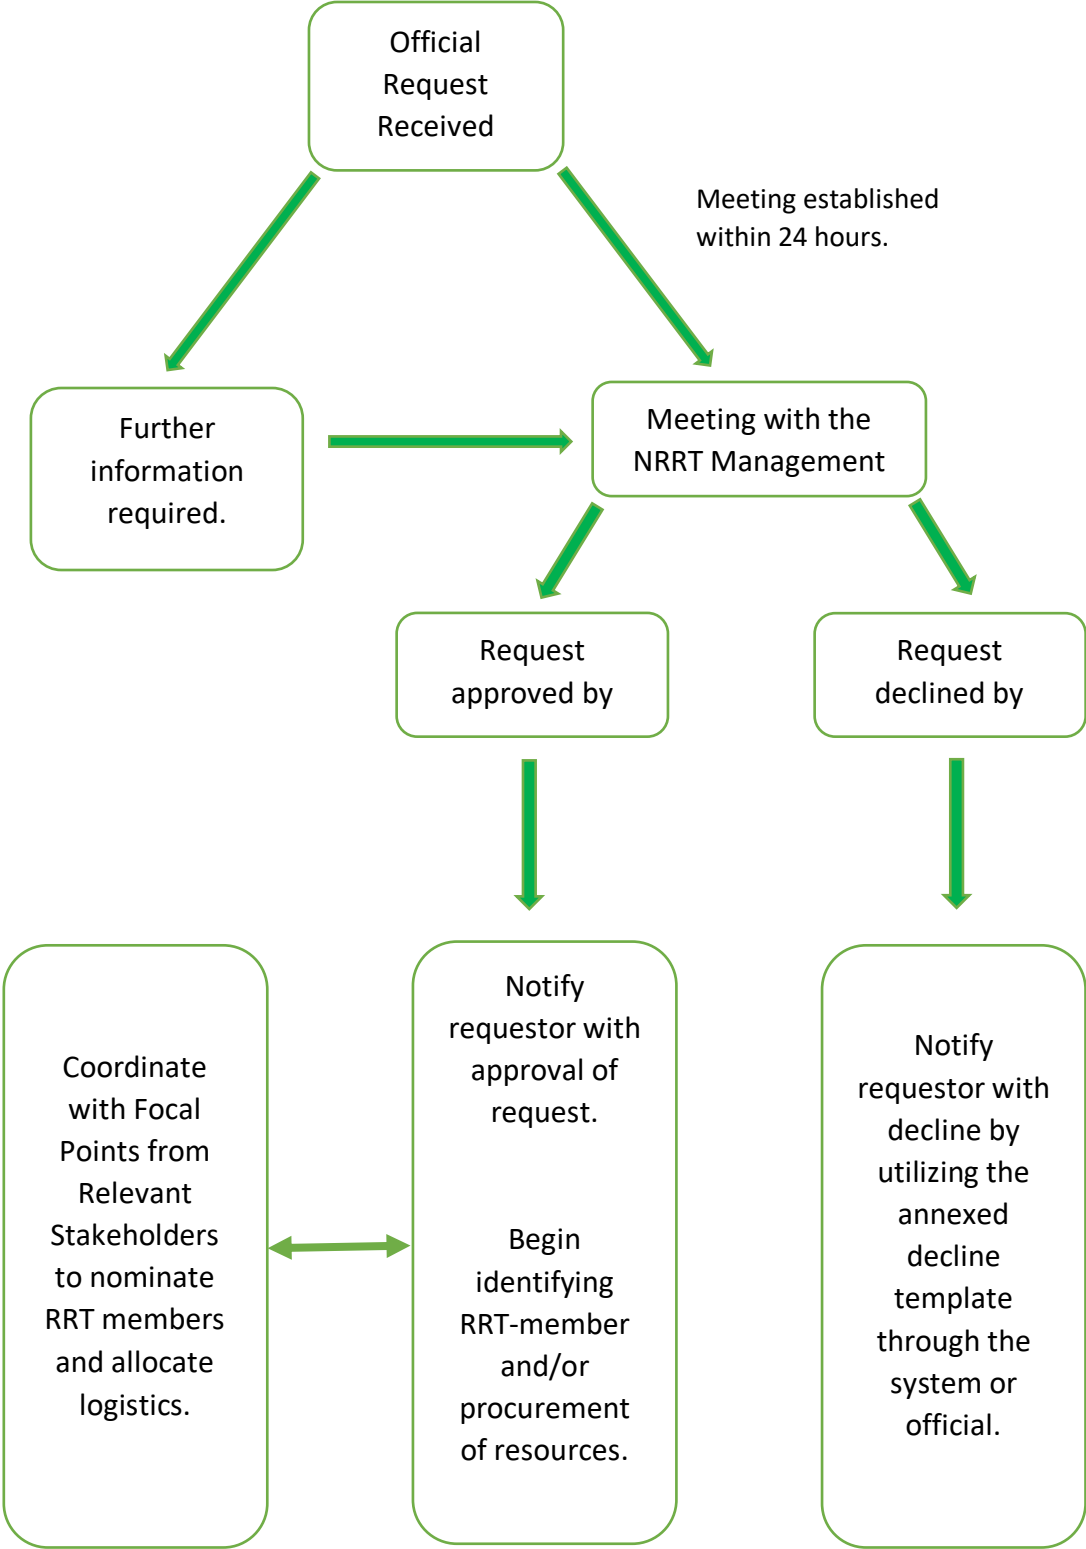 Official
Request
Received
Meeting established
within 24 hours.
Further
information
required.
Meeting with the
NRRT Management
Request
approved by
Request
declined by
Coordinate
with Focal
Points from
Relevant
Stakeholders
to nominate
RRT members
and allocate
logistics.
Notify
requestor with
approval of
request.
Begin
identifying
RRT-member
and/or
procurement
of resources.
Notify
requestor with
decline by
utilizing the
annexed
decline
template
through the
system or
official.